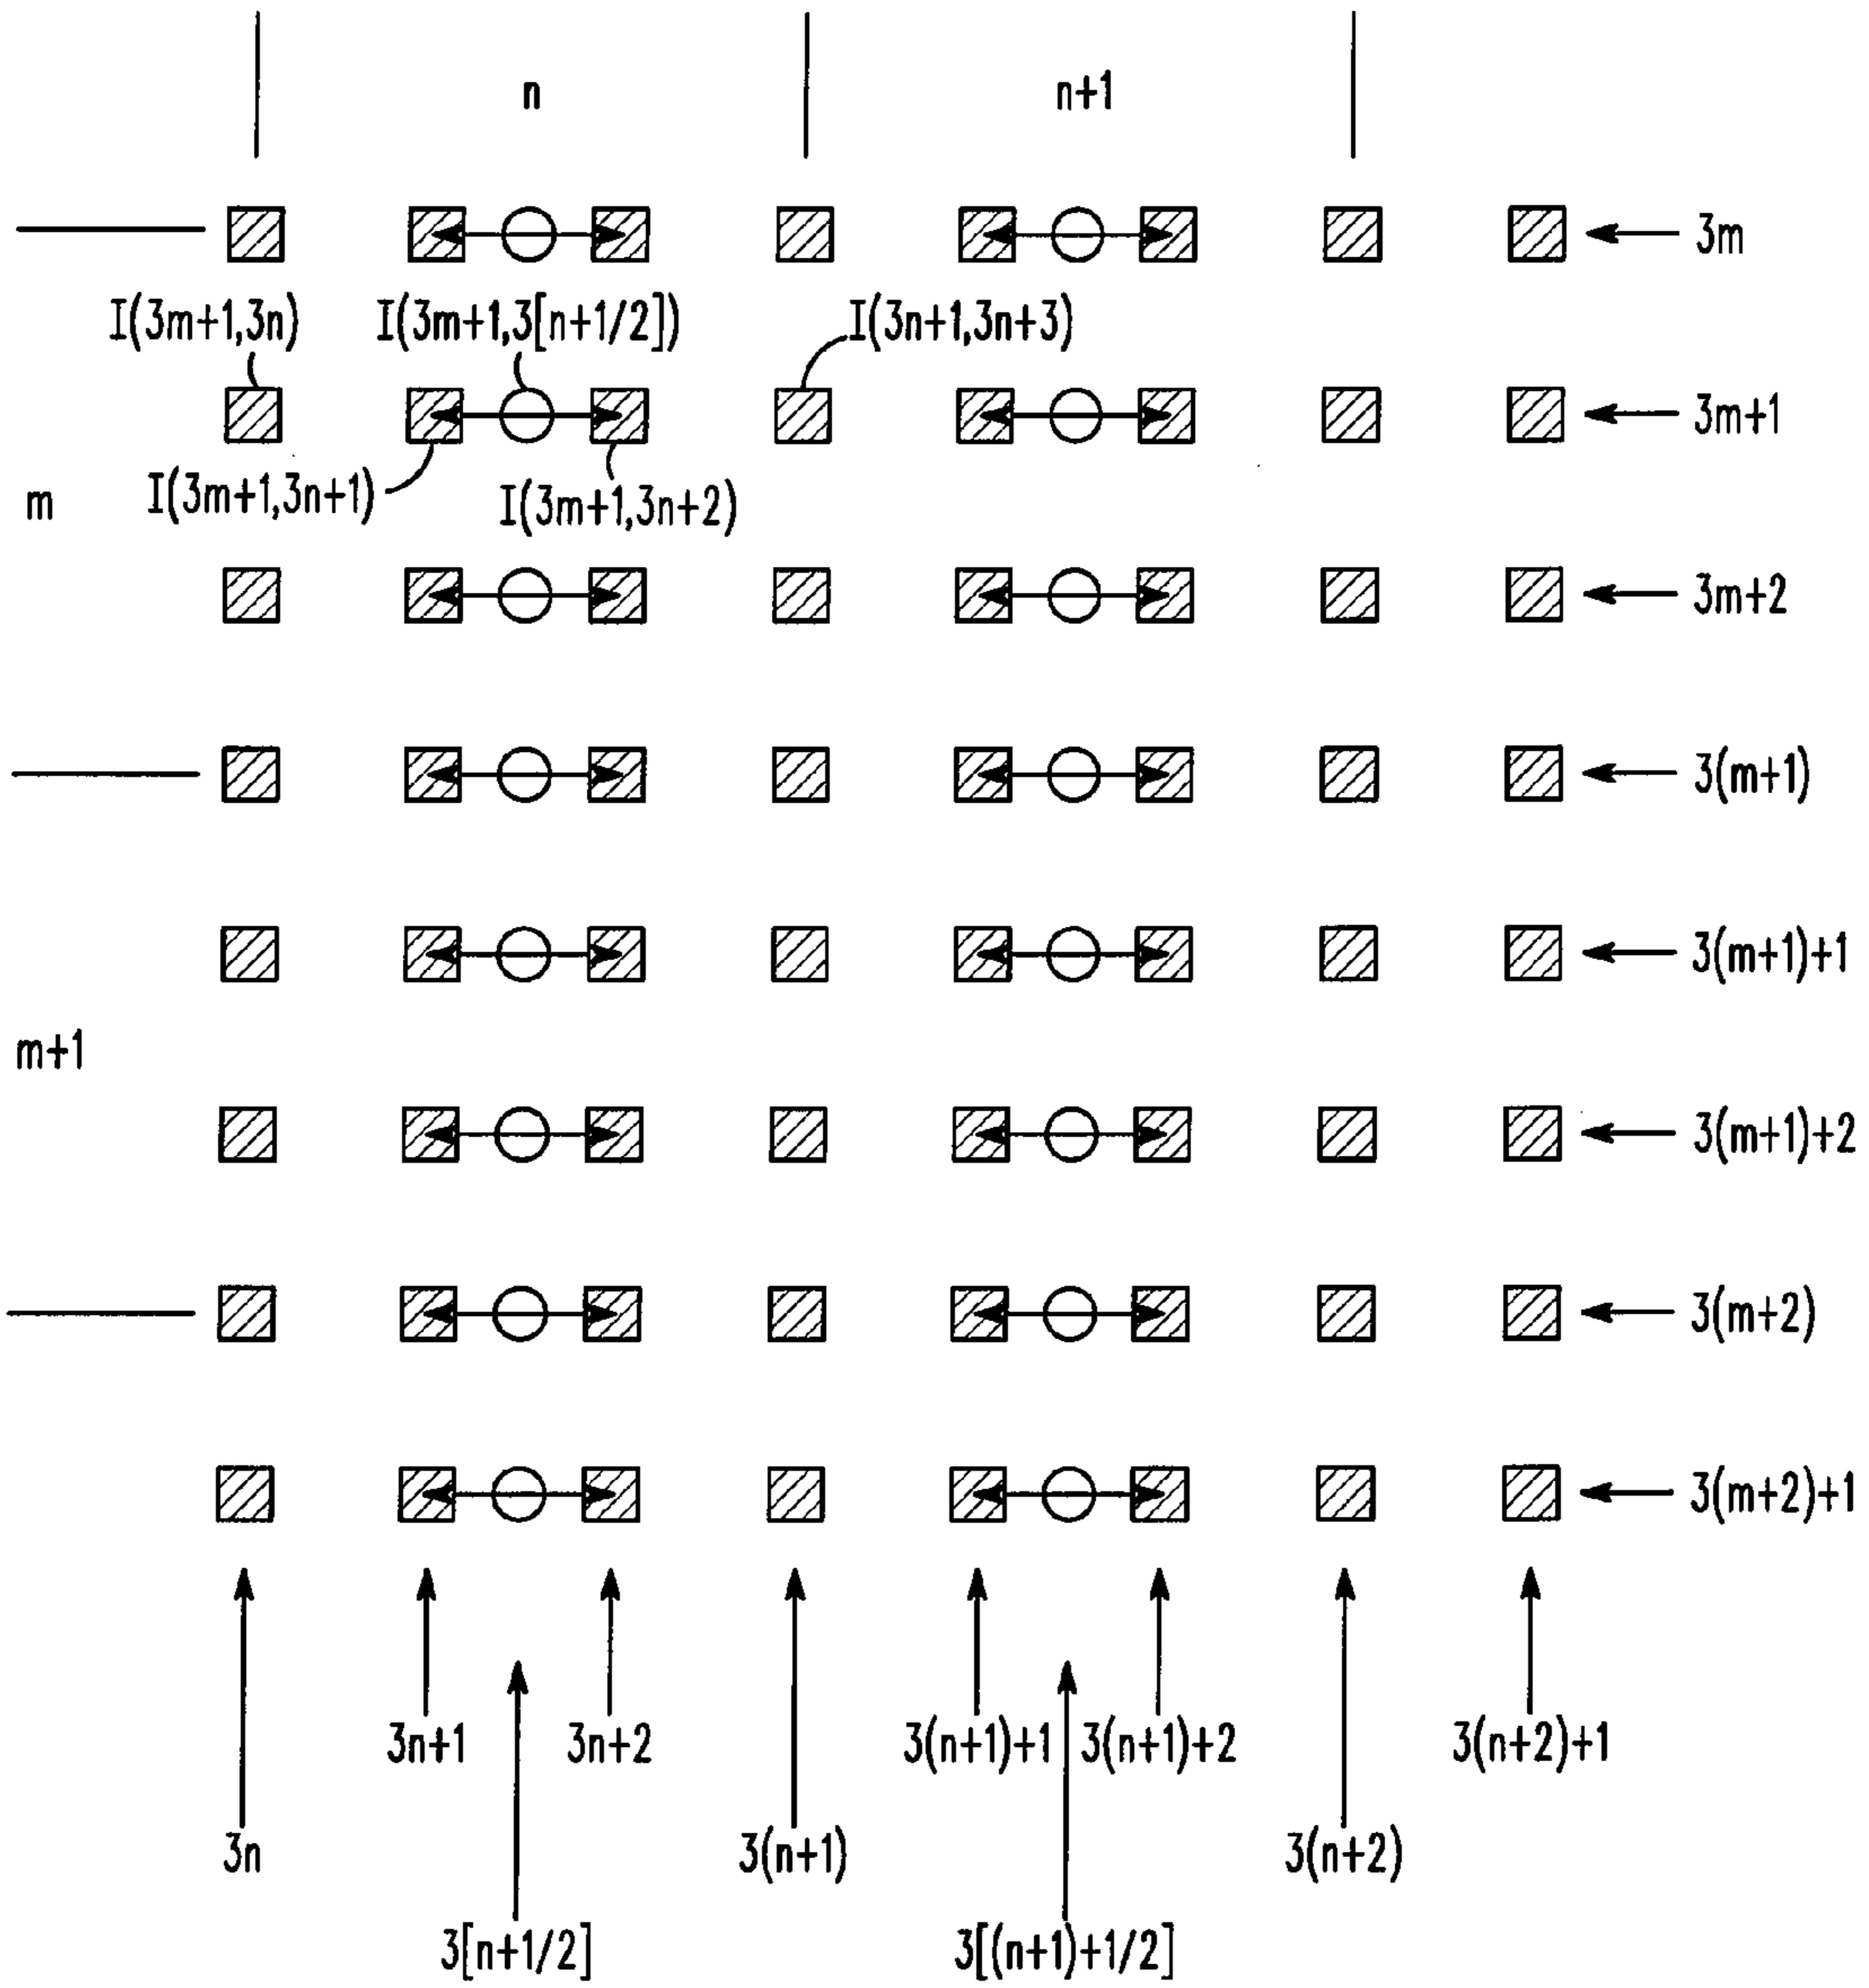 n
n+1
3m
I(3m+1,3n)
I(3m+1,3[n+1/2])
I(3n+1,3n+3)
3m+1
I(3m+1,3n+1)
I(3m+1,3n+2)
m
3m+2
3(m+1)
3(m+1)+1
m+1
3(m+1)+2
3(m+2)
3(m+2)+1
3n+1
3n+2
3(n+1)+1
3(n+1)+2
3(n+2)+1
3n
3(n+1)
3(n+2)
3[n+1/2]
3[(n+1)+1/2]